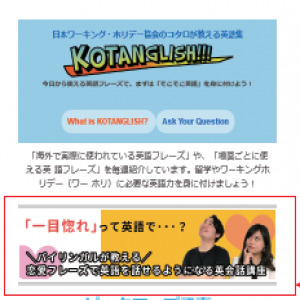 日本ワーキング・ホリデー協会のコタロが教える英語集
KOTANGLISH!!!
今日から使える英語フレーズで、まずは「そこそこ英語」を身に付けよう！
What is KOTANGLISH?
Ask Your Question
「海外で実際に使われている英語フレーズ」や、「場面ごとに使
える英 語フレーズ」を毎週紹介しています。留学やワーキングホ
リデー（ワー ホリ）に必要な英語力を身に付けましょう！
「一目惚れ」って英語で・・・？
＼バイリンガルが教える／
恋愛フレーズで英語を話せるようになる英会話講座